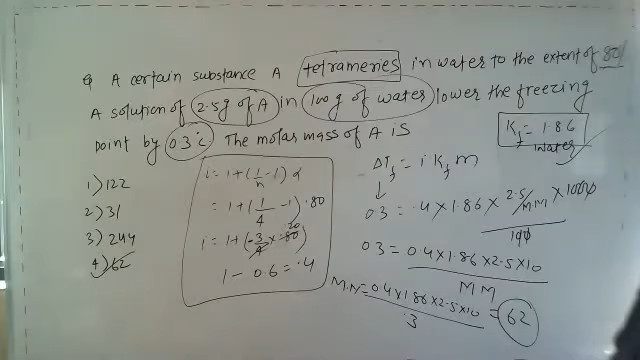 Q A certain substance A tetrameries in water to the extent of 80%
A solution of 2.5g of A in 100g of water lower the freezing
point by 0.3°C The molar mass of A is
Kf = 1.86
water
1) 122
2) 31
3) 244
4) 62
i = 1 + (1/n - 1) α
= 1 + (1/4 - 1) .80
i = 1 + (-3/4 × .80) 20
1 - 0.6 = .4
ΔTf = i Kf m
↓
0.3 = .4 × 1.86 × 2.5/M.M × 1000/100
0.3 = 0.4 × 1.86 × 2.5 × 10 / MM
M.M = 0.4 × 1.86 × 2.5 × 10 / .3 = 62